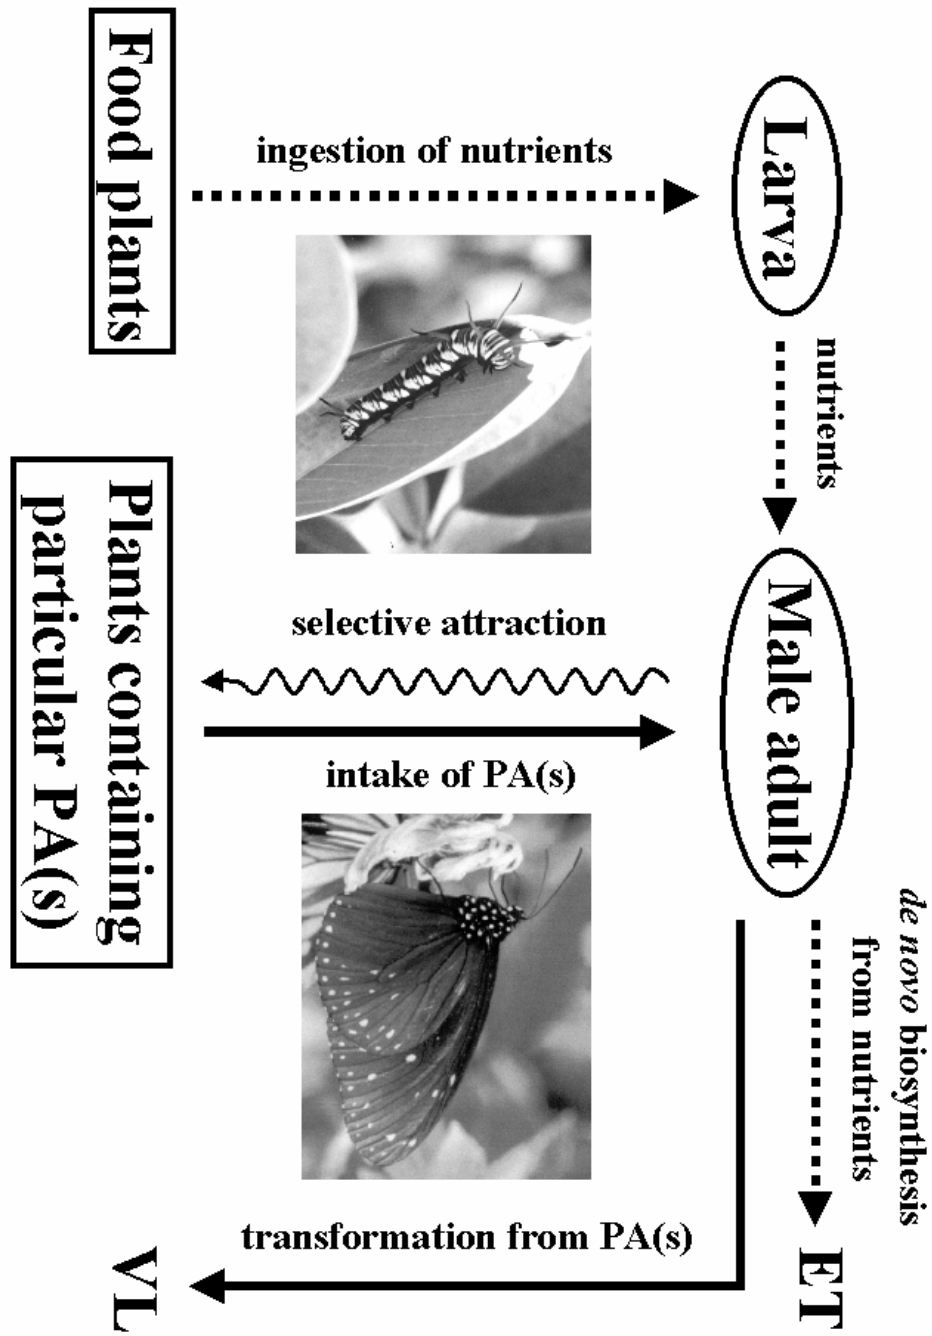 Food plants
ingestion of nutrients
Larva
nutrients
Plants containing
particular PA(s)
selective attraction
intake of PA(s)
Male adult
de novo biosynthesis
from nutrients
transformation from PA(s)
VL
ET